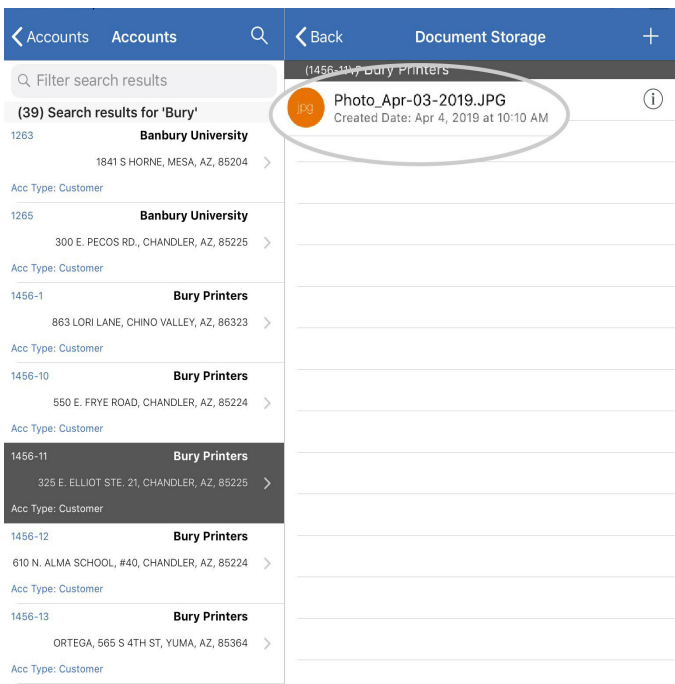 Accounts
Accounts
Filter search results
(39) Search results for 'Bury'
1263
Banbury University
1841 S HORNE, MESA, AZ, 85204
Acc Type: Customer
1265
Banbury University
300 E. PECOS RD., CHANDLER, AZ, 85225
Acc Type: Customer
1456-1
Bury Printers
863 LORI LANE, CHINO VALLEY, AZ, 86323
Acc Type: Customer
1456-10
Bury Printers
550 E. FRYE ROAD, CHANDLER, AZ, 85224
Acc Type: Customer
1456-11
Bury Printers
325 E. ELLIOT STE. 21, CHANDLER, AZ, 85225
Acc Type: Customer
1456-12
Bury Printers
610 N. ALMA SCHOOL, #40, CHANDLER, AZ, 85224
Acc Type: Customer
1456-13
Bury Printers
ORTEGA, 565 S 4TH ST, YUMA, AZ, 85364
Acc Type: Customer
Back
Document Storage
Bury Printers
jpg
Photo_Apr-03-2019.JPG
Created Date: Apr 4, 2019 at 10:10 AM